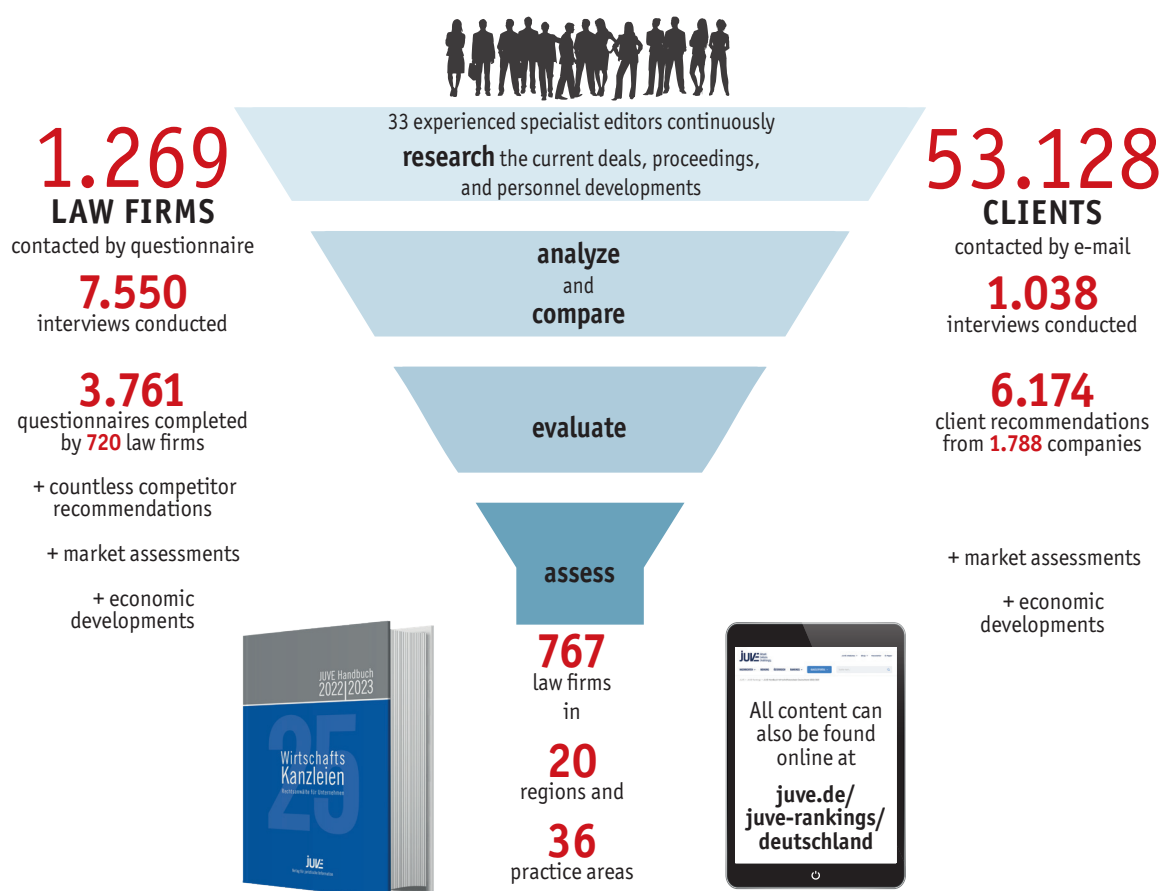 33 experienced specialist editors continuously
research the current deals, proceedings,
and personnel developments
1.269
LAW FIRMS
contacted by questionnaire
7.550
interviews conducted
3.761
questionnaires completed
by 720 law firms
+ countless competitor
recommendations
+ market assessments
+ economic
developments
analyze
and
compare
evaluate
assess
53.128
CLIENTS
contacted by e-mail
1.038
interviews conducted
6.174
client recommendations
from 1.788 companies
+ market assessments
+ economic
developments
JUVE Handbuch
2022|2023
25
Wirtschafts
Kanzleien
Rechtsanwälte für Unternehmen
JUVE
767
law firms
in
20
regions and
36
practice areas
JUVE
All content can
also be found
online at
juve.de/
juve-rankings/
deutschland